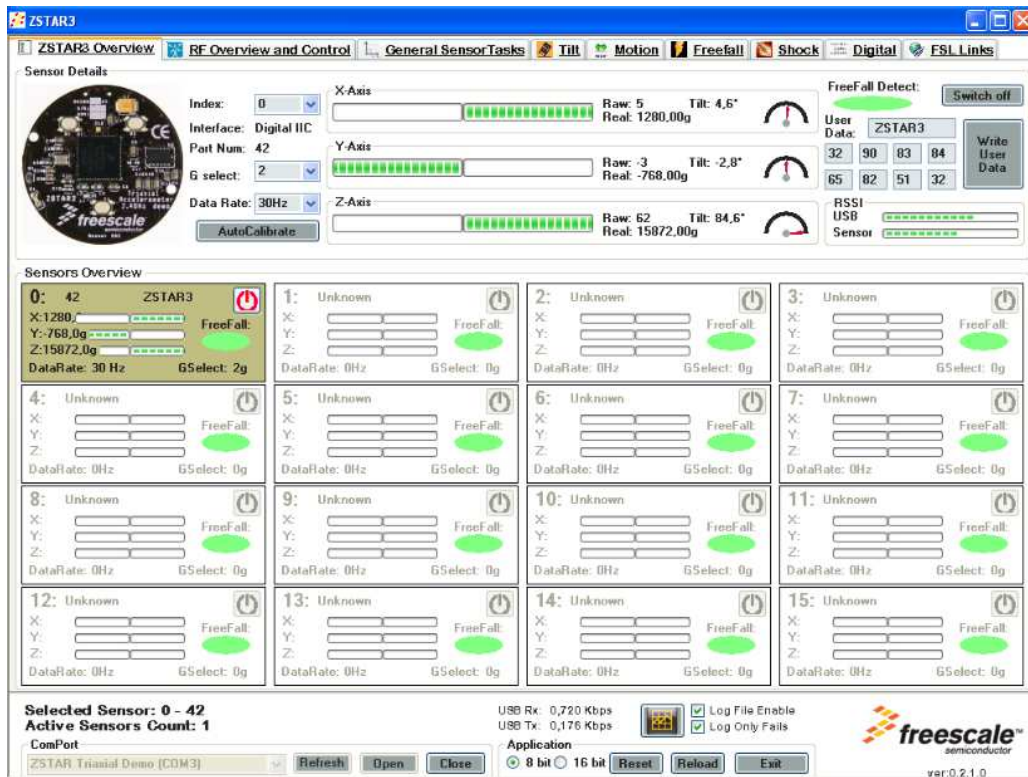 ZSTAR3
ZSTAR3 Overview RF Overview and Control General SensorTasks Tilt Motion Freefall Shock Digital FSL Links
Sensor Details
ZSTAR3
Triaxial
Accelerometer
freescale
semiconductor
Index: 0
Interface: Digital IIC
Part Num: 42
G select: 2
Data Rate: 30Hz
AutoCalibrate
X-Axis
Raw: 5 Tilt: 4,6°
Real: 1280,00g
Y-Axis
Raw: -3 Tilt: -2,8°
Real: -768,00g
Z-Axis
Raw: 62 Tilt: 84,6°
Real: 15872,00g
FreeFall Detect:
Switch off
User Data: ZSTAR3
32 90 83 84
65 82 51 32
Write User Data
RSSI
USB
Sensor
Sensors Overview
0: 42 ZSTAR3
X:1280,
Y:-768,0g
FreeFall:
Z:15872,0g
DataRate: 30 Hz GSelect: 2g
1: Unknown
X:
Y:
FreeFall:
Z:
DataRate: 0Hz GSelect: 0g
2: Unknown
X:
Y:
FreeFall:
Z:
DataRate: 0Hz GSelect: 0g
3: Unknown
X:
Y:
FreeFall:
Z:
DataRate: 0Hz GSelect: 0g
4: Unknown
X:
Y:
FreeFall:
Z:
DataRate: 0Hz GSelect: 0g
5: Unknown
X:
Y:
FreeFall:
Z:
DataRate: 0Hz GSelect: 0g
6: Unknown
X:
Y:
FreeFall:
Z:
DataRate: 0Hz GSelect: 0g
7: Unknown
X:
Y:
FreeFall:
Z:
DataRate: 0Hz GSelect: 0g
8: Unknown
X:
Y:
FreeFall:
Z:
DataRate: 0Hz GSelect: 0g
9: Unknown
X:
Y:
FreeFall:
Z:
DataRate: 0Hz GSelect: 0g
10: Unknown
X:
Y:
FreeFall:
Z:
DataRate: 0Hz GSelect: 0g
11: Unknown
X:
Y:
FreeFall:
Z:
DataRate: 0Hz GSelect: 0g
12: Unknown
X:
Y:
FreeFall:
Z:
DataRate: 0Hz GSelect: 0g
13: Unknown
X:
Y:
FreeFall:
Z:
DataRate: 0Hz GSelect: 0g
14: Unknown
X:
Y:
FreeFall:
Z:
DataRate: 0Hz GSelect: 0g
15: Unknown
X:
Y:
FreeFall:
Z:
DataRate: 0Hz GSelect: 0g
Selected Sensor: 0 - 42
Active Sensors Count: 1
ComPort
ZSTAR Triaxial Demo (COM3) Refresh Open Close
USB Rx: 0,720 Kbps
USB Tx: 0,176 Kbps
Log File Enable
Log Only Fails
Application
8 bit 16 bit Reset Reload Exit
freescale™
semiconductor
ver:0.2.1.0